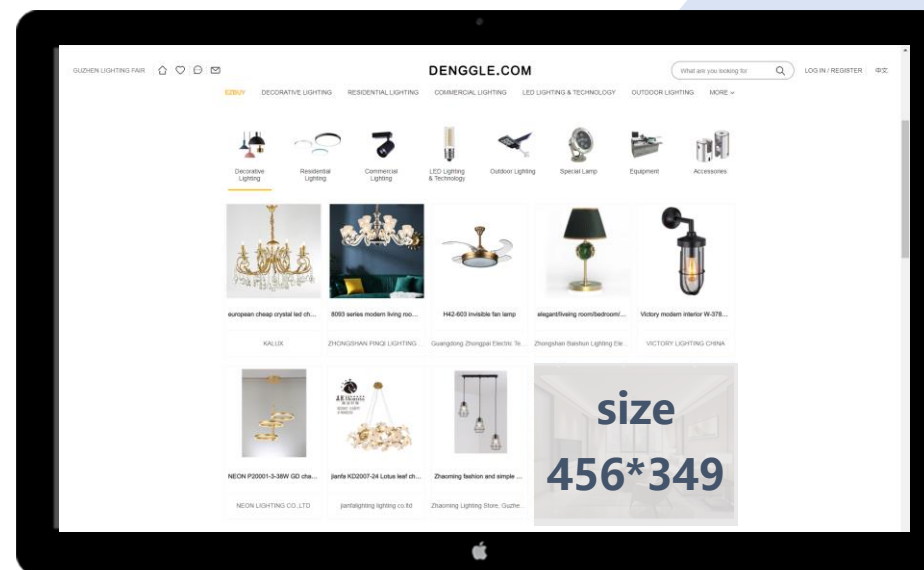 GUZHEN LIGHTING FAIR
DENGGLE.COM
What are you looking for
LOG IN / REGISTER
中文
EZBUY DECORATIVE LIGHTING RESIDENTIAL LIGHTING COMMERCIAL LIGHTING LED LIGHTING & TECHNOLOGY OUTDOOR LIGHTING MORE
Decorative
Lighting
Residential
Lighting
Commercial
Lighting
LED Lighting
& Technology
Outdoor Lighting
Special Lamp
Equipment
Accessories
european cheap crystal led ch...
8093 series modern living roo...
H42-603 invisible fan lamp
elegant/liveing room/bedroom/...
Victory modern interior W-378...
KALUX
ZHONGSHAN PINQI LIGHTING...
Guangdong Zhongpai Electric Te...
Zhongshan Baishun Lighting Ele...
VICTORY LIGHTING CHINA
NEON P20001-3-38W GD cha...
jianfa KD2007-24 Lotus leaf ch...
Zhaoming fashion and simple ...
NEON LIGHTING CO.,LTD
jianfalighting lighting co.ltd
Zhaoming Lighting Store, Guzhe...
size
456*349